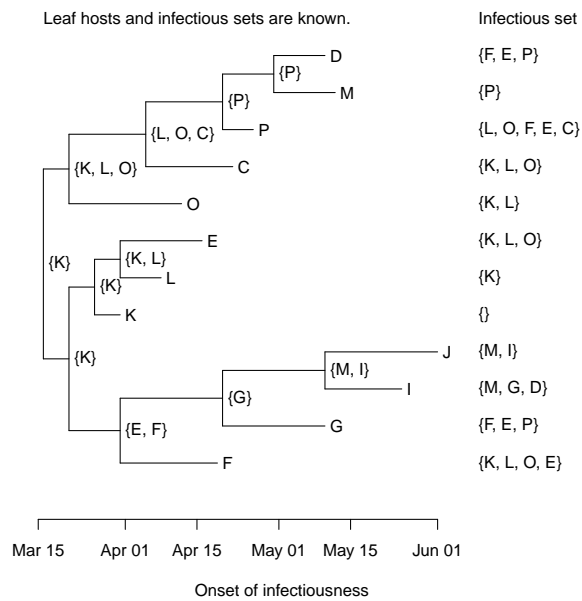 Leaf hosts and infectious sets are known. Infectious set
D {F, E, P}
{P}
M {P}
{P}
P {L, O, F, E, C}
{L, O, C}
C {K, L, O}
{K, L, O}
O {K, L}
E {K, L, O}
{K, L}
{K}
L {K}
{K}
K {}
J {M, I}
{K}
{M, I}
I {M, G, D}
{G}
G {F, E, P}
{E, F}
F {K, L, O, E}
Mar 15 Apr 01 Apr 15 May 01 May 15 Jun 01
Onset of infectiousness